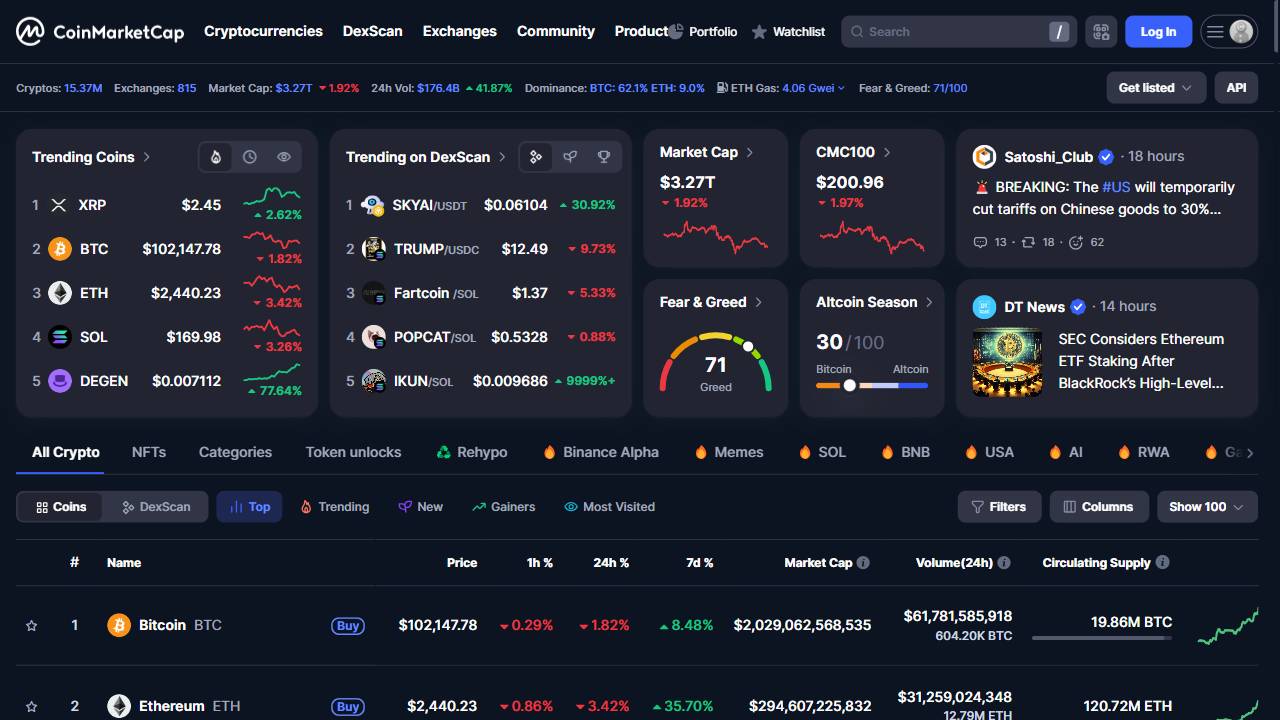 CoinMarketCap Cryptocurrencies DexScan Exchanges Community Product Portfolio Watchlist Search / Log In
Cryptos: 15.37M Exchanges: 815 Market Cap: $3.27T 1.92% 24h Vol: $176.4B 41.87% Dominance: BTC: 62.1% ETH: 9.0% ETH Gas: 4.06 Gwei Fear & Greed: 71/100 Get listed API
Trending Coins
1 XRP $2.45 2.62%
2 BTC $102,147.78 1.82%
3 ETH $2,440.23 3.42%
4 SOL $169.98 3.26%
5 DEGEN $0.007112 77.64%
Trending on DexScan
1 SKYAI/USDT $0.06104 30.92%
2 TRUMP/USDC $12.49 9.73%
3 Fartcoin /SOL $1.37 5.33%
4 POPCAT/SOL $0.5328 0.88%
5 IKUN/SOL $0.009686 9999%+
Market Cap
$3.27T
1.92%
CMC100
$200.96
1.97%
Fear & Greed
71
Greed
Altcoin Season
30/100
Bitcoin Altcoin
Satoshi_Club · 18 hours
🚨 BREAKING: The #US will temporarily
cut tariffs on Chinese goods to 30%...
13 · 18 · 62
DT News · 14 hours
SEC Considers Ethereum
ETF Staking After
BlackRock's High-Level...
All Crypto NFTs Categories Token unlocks Rehypo Binance Alpha Memes SOL BNB USA AI RWA
Coins DexScan Top Trending New Gainers Most Visited Filters Columns Show 100
# Name Price 1h % 24h % 7d % Market Cap Volume(24h) Circulating Supply
1 Bitcoin BTC Buy $102,147.78 0.29% 1.82% 8.48% $2,029,062,568,535 $61,781,585,918 19.86M BTC
604.20K BTC
2 Ethereum ETH Buy $2,440.23 0.86% 3.42% 35.70% $294,607,225,832 $31,259,024,348 120.72M ETH
12.79M ETH